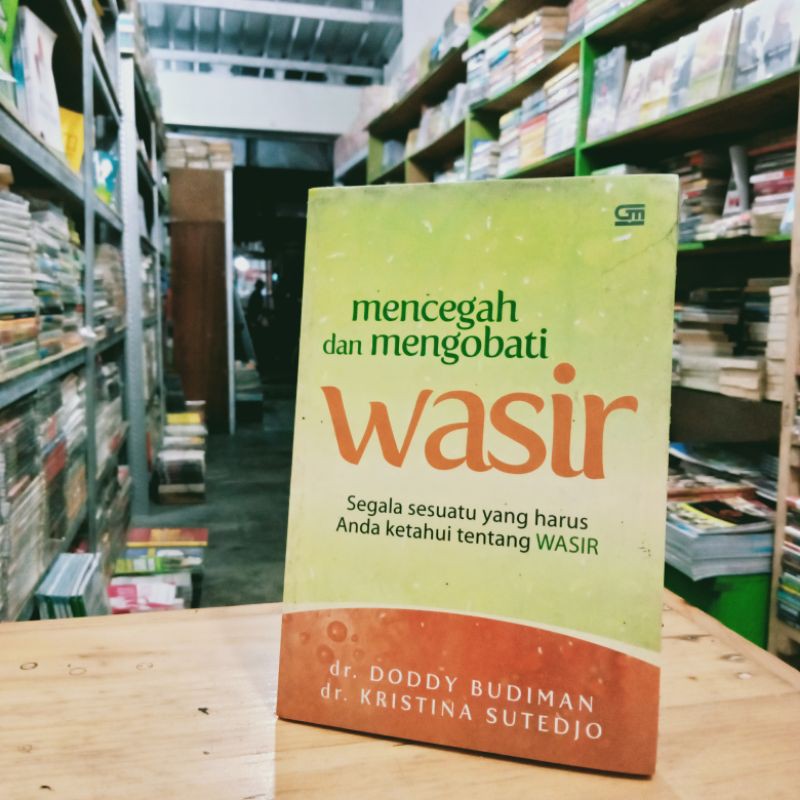 GM
mencegah
dan mengobati
wasir
Segala sesuatu yang harus
Anda ketahui tentang WASIR
dr. DODDY BUDIMAN
dr. KRISTINA SUTEDJO